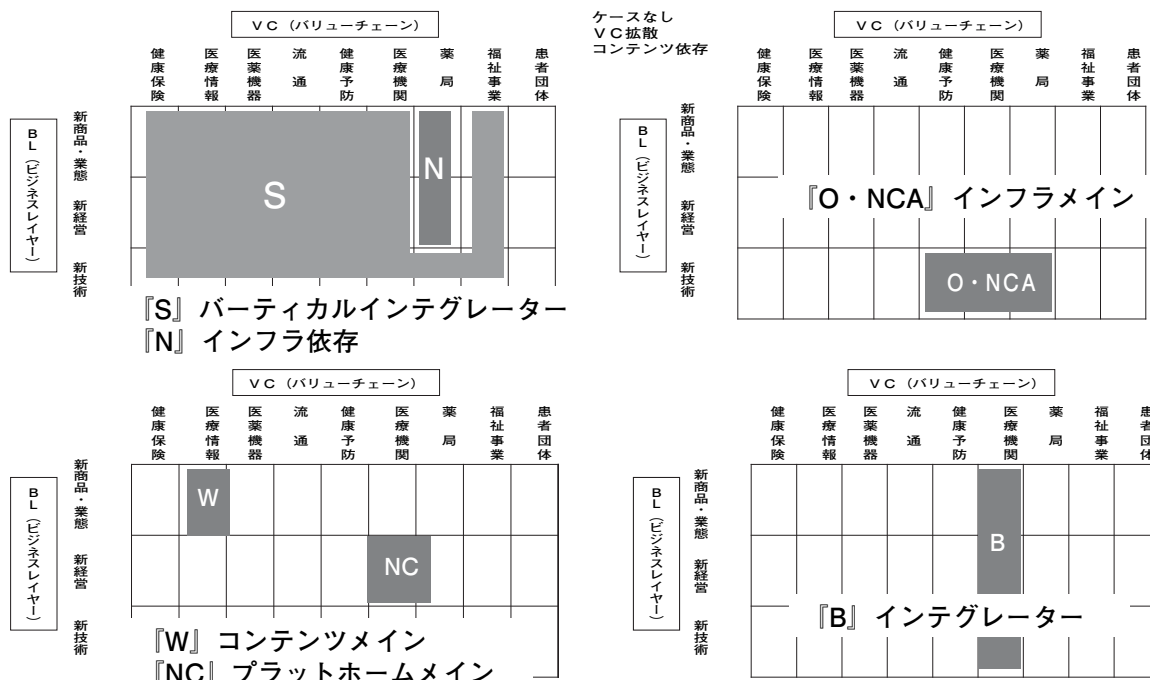 VC（バリューチェーン）
健康保険 医療情報 医薬機器 流通 健康予防 医療機関 薬局 福祉事業 患者団体
BL（ビジネスレイヤー）
新商品・業態
新経営
新技術
S
N
『S』バーティカルインテグレーター
『N』インフラ依存
ケースなし
VC拡散
コンテンツ依存
VC（バリューチェーン）
健康保険 医療情報 医薬機器 流通 健康予防 医療機関 薬局 福祉事業 患者団体
BL（ビジネスレイヤー）
新商品・業態
新経営
新技術
『O・NCA』インフラメイン
O・NCA
VC（バリューチェーン）
健康保険 医療情報 医薬機器 流通 健康予防 医療機関 薬局 福祉事業 患者団体
BL（ビジネスレイヤー）
新商品・業態
新経営
新技術
W
NC
『W』コンテンツメイン
『NC』プラットホームメイン
VC（バリューチェーン）
健康保険 医療情報 医薬機器 流通 健康予防 医療機関 薬局 福祉事業 患者団体
BL（ビジネスレイヤー）
新商品・業態
新経営
新技術
B
『B』インテグレーター